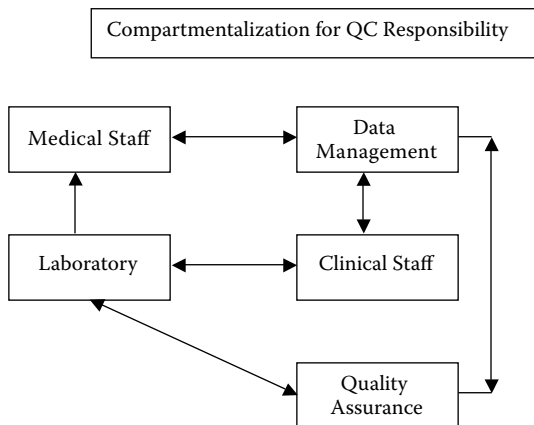 Compartmentalization for QC Responsibility
Medical Staff
Data
Management
Laboratory
Clinical Staff
Quality
Assurance